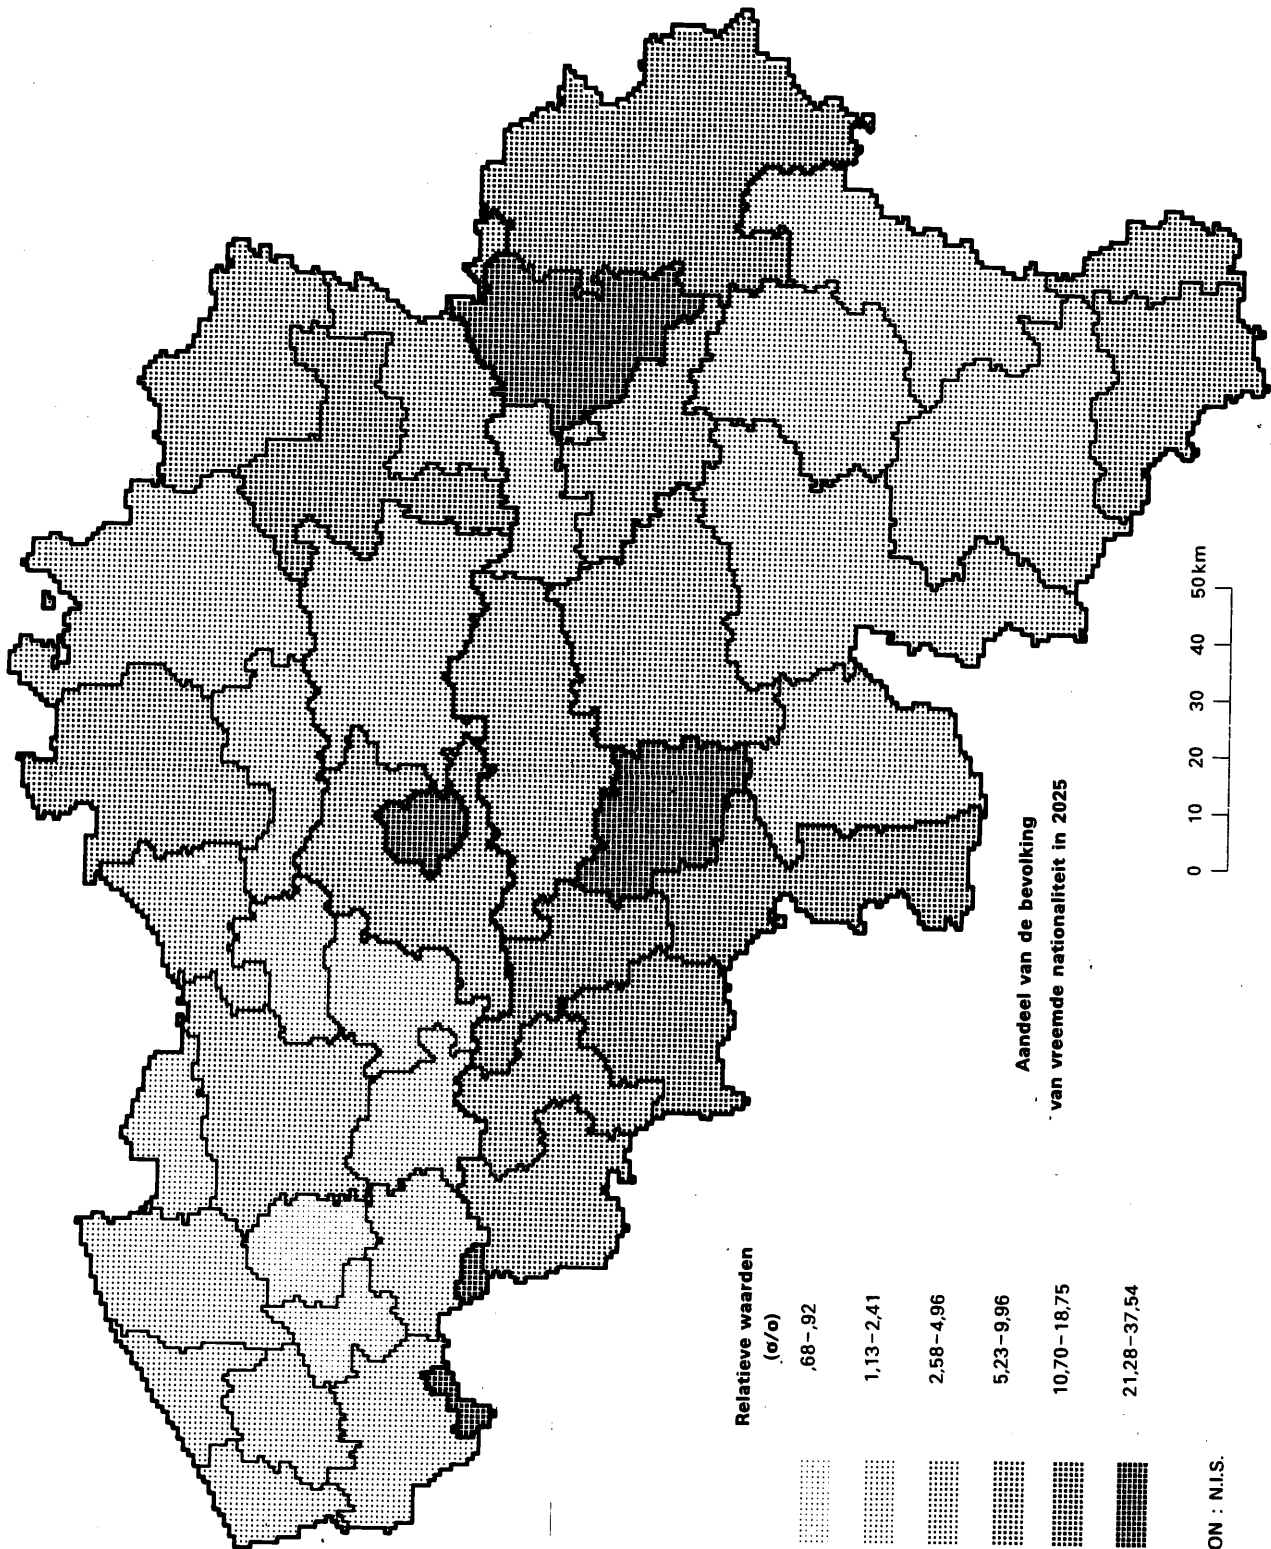 Aandeel van de bevolking
van vreemde nationaliteit in 2025
0 10 20 30 40 50 km
Relatieve waarden
(o/o)
,68–,92
1,13–2,41
2,58–4,96
5,23–9,96
10,70–18,75
21,28–37,54
ON : N.I.S.